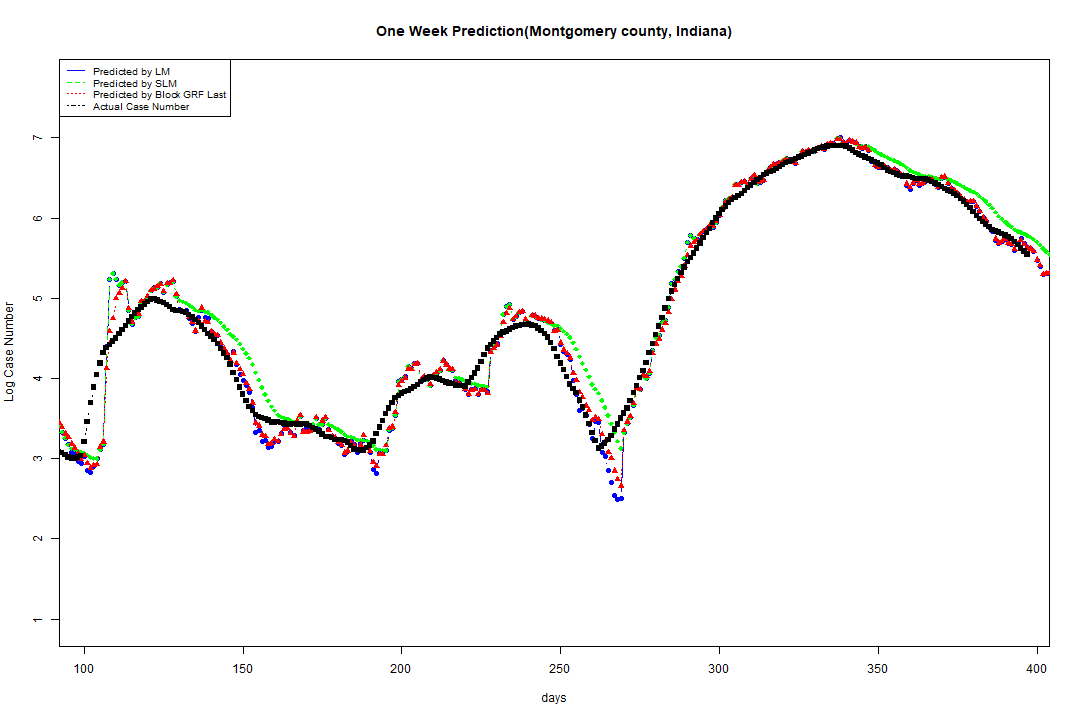 One Week Prediction(Montgomery county, Indiana)
Predicted by LM
Predicted by SLM
Predicted by Block GRF Last
Actual Case Number
Log Case Number
7
6
5
4
3
2
1
100 150 200 250 300 350 400
days